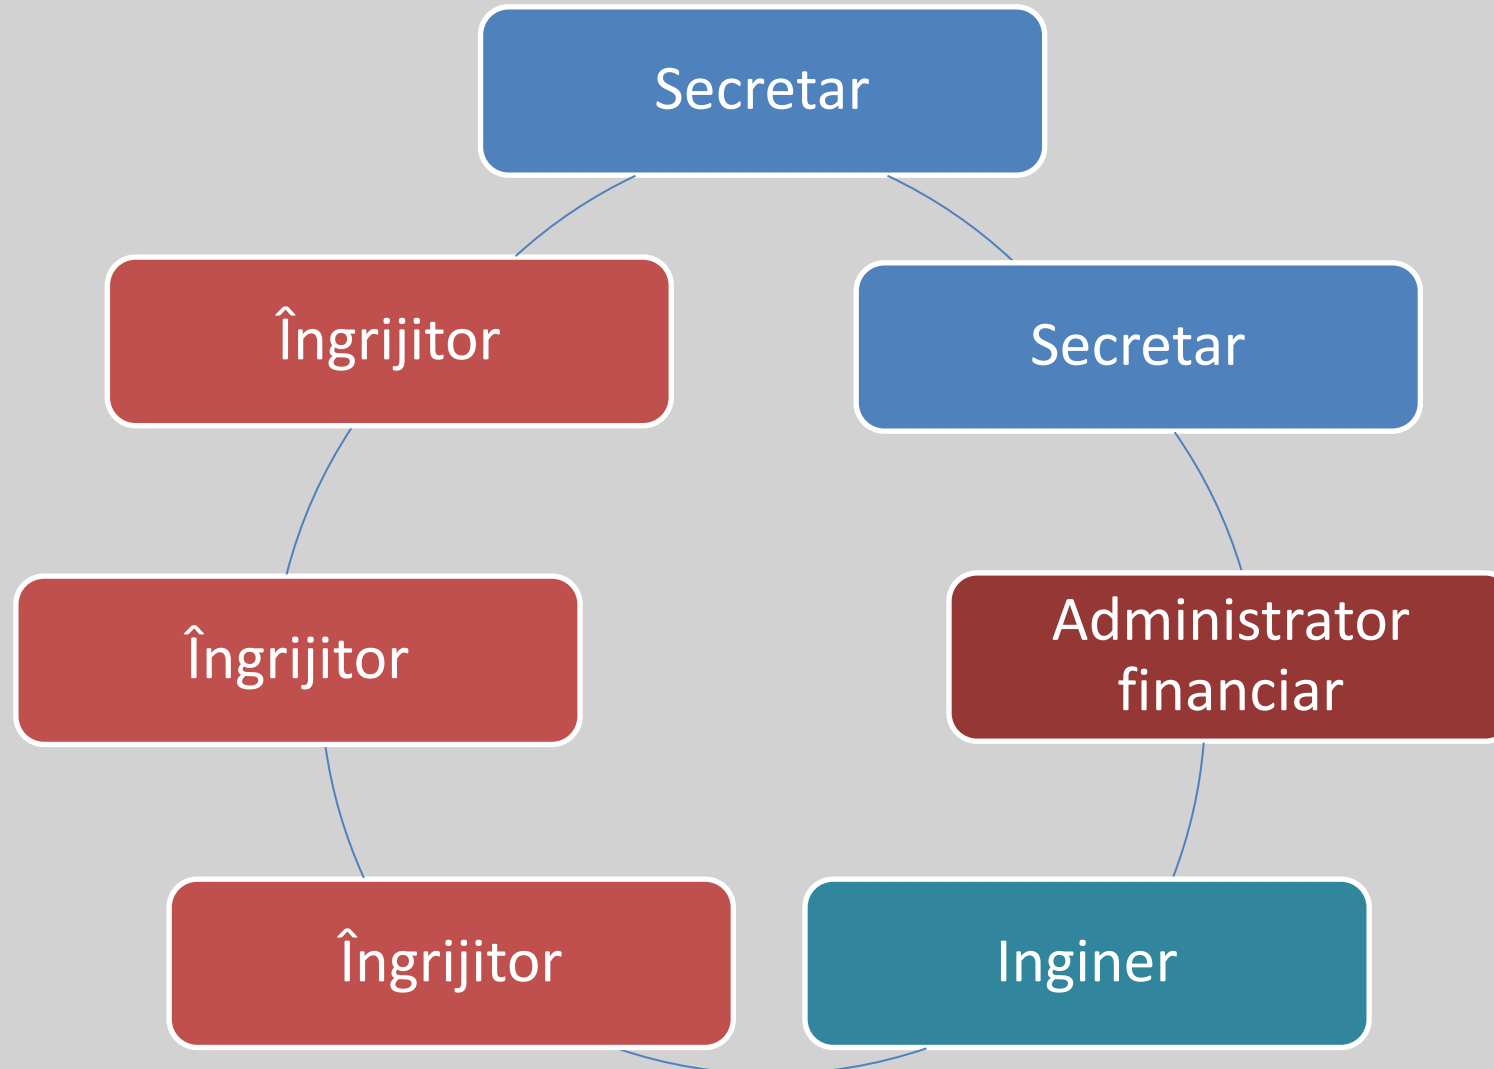 Secretar
Îngrijitor
Secretar
Îngrijitor
Administrator
financiar
Îngrijitor
Inginer